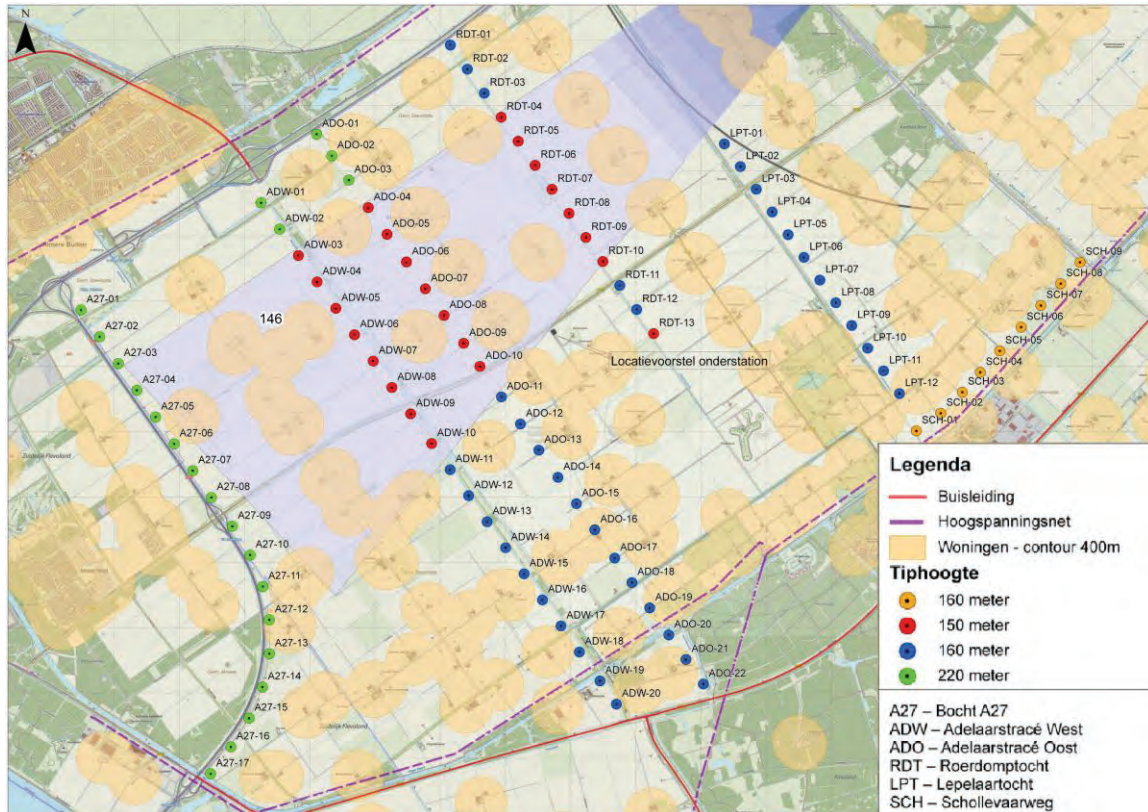 N
RDT-01
RDT-02
RDT-03
RDT-04
RDT-05
RDT-06
RDT-07
RDT-08
RDT-09
RDT-10
RDT-11
RDT-12
RDT-13
ADO-01
ADO-02
ADO-03
ADO-04
ADO-05
ADO-06
ADO-07
ADO-08
ADO-09
ADO-10
ADO-11
ADO-12
ADO-13
ADO-14
ADO-15
ADO-16
ADO-17
ADO-18
ADO-19
ADO-20
ADO-21
ADO-22
ADW-01
ADW-02
ADW-03
ADW-04
ADW-05
ADW-06
ADW-07
ADW-08
ADW-09
ADW-10
ADW-11
ADW-12
ADW-13
ADW-14
ADW-15
ADW-16
ADW-17
ADW-18
ADW-19
ADW-20
A27-01
A27-02
A27-03
A27-04
A27-05
A27-06
A27-07
A27-08
A27-09
A27-10
A27-11
A27-12
A27-13
A27-14
A27-15
A27-16
A27-17
LPT-01
LPT-02
LPT-03
LPT-04
LPT-05
LPT-06
LPT-07
LPT-08
LPT-09
LPT-10
LPT-11
LPT-12
SCH-09
SCH-08
SCH-07
SCH-06
SCH-05
SCH-04
SCH-03
SCH-02
SCH-01
146
Locatievoorstel onderstation
Legenda
Buisleiding
Hoogspanningsnet
Woningen - contour 400m
Tiphoogte
160 meter
150 meter
160 meter
220 meter
A27 – Bocht A27
ADW – Adelaarstracé West
ADO – Adelaarstracé Oost
RDT – Roerdomptocht
LPT – Lepelaartocht
SCH – Schollevaarweg